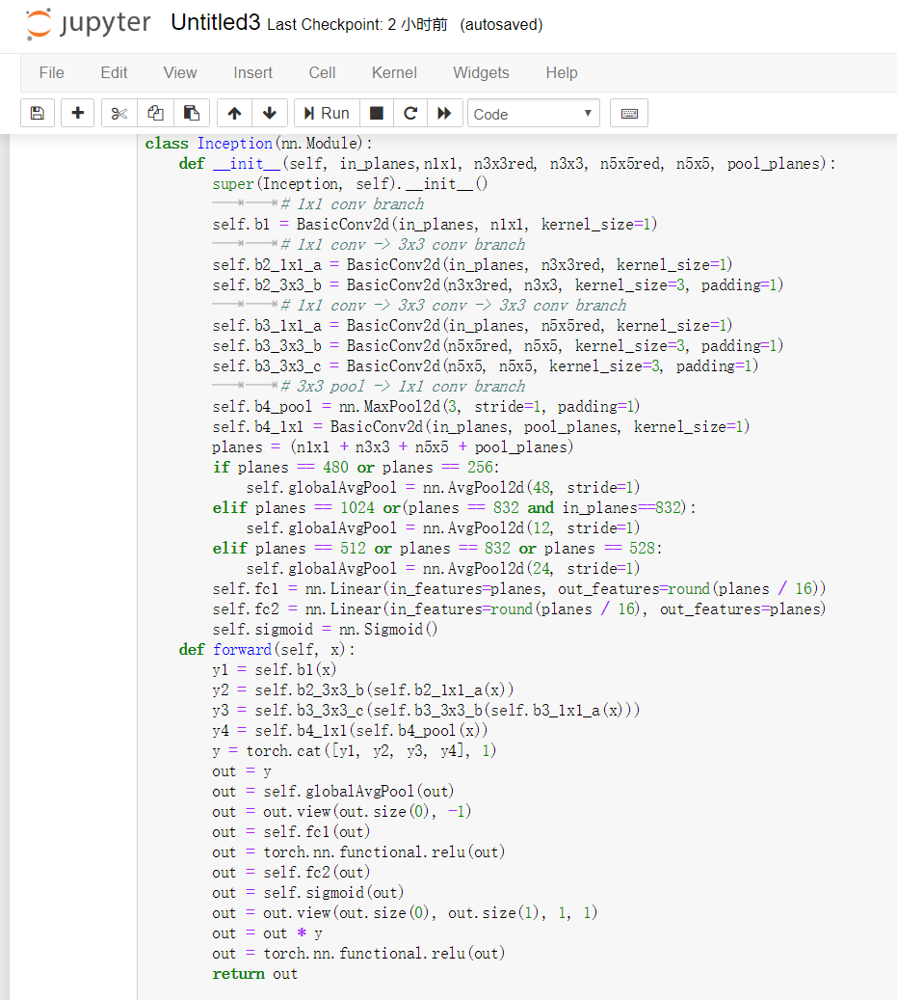 jupyter Untitled3 Last Checkpoint: 2 小时前 (autosaved)
File Edit View Insert Cell Kernel Widgets Help
Run Code
class Inception(nn.Module):
    def __init__(self, in_planes,n1x1, n3x3red, n3x3, n5x5red, n5x5, pool_planes):
        super(Inception, self).__init__()
        # 1x1 conv branch
        self.b1 = BasicConv2d(in_planes, n1x1, kernel_size=1)
        # 1x1 conv -> 3x3 conv branch
        self.b2_1x1_a = BasicConv2d(in_planes, n3x3red, kernel_size=1)
        self.b2_3x3_b = BasicConv2d(n3x3red, n3x3, kernel_size=3, padding=1)
        # 1x1 conv -> 3x3 conv -> 3x3 conv branch
        self.b3_1x1_a = BasicConv2d(in_planes, n5x5red, kernel_size=1)
        self.b3_3x3_b = BasicConv2d(n5x5red, n5x5, kernel_size=3, padding=1)
        self.b3_3x3_c = BasicConv2d(n5x5, n5x5, kernel_size=3, padding=1)
        # 3x3 pool -> 1x1 conv branch
        self.b4_pool = nn.MaxPool2d(3, stride=1, padding=1)
        self.b4_1x1 = BasicConv2d(in_planes, pool_planes, kernel_size=1)
        planes = (n1x1 + n3x3 + n5x5 + pool_planes)
        if planes == 480 or planes == 256:
            self.globalAvgPool = nn.AvgPool2d(48, stride=1)
        elif planes == 1024 or(planes == 832 and in_planes==832):
            self.globalAvgPool = nn.AvgPool2d(12, stride=1)
        elif planes == 512 or planes == 832 or planes == 528:
            self.globalAvgPool = nn.AvgPool2d(24, stride=1)
        self.fc1 = nn.Linear(in_features=planes, out_features=round(planes / 16))
        self.fc2 = nn.Linear(in_features=round(planes / 16), out_features=planes)
        self.sigmoid = nn.Sigmoid()
    def forward(self, x):
        y1 = self.b1(x)
        y2 = self.b2_3x3_b(self.b2_1x1_a(x))
        y3 = self.b3_3x3_c(self.b3_3x3_b(self.b3_1x1_a(x)))
        y4 = self.b4_1x1(self.b4_pool(x))
        y = torch.cat([y1, y2, y3, y4], 1)
        out = y
        out = self.globalAvgPool(out)
        out = out.view(out.size(0), -1)
        out = self.fc1(out)
        out = torch.nn.functional.relu(out)
        out = self.fc2(out)
        out = self.sigmoid(out)
        out = out.view(out.size(0), out.size(1), 1, 1)
        out = out * y
        out = torch.nn.functional.relu(out)
        return out